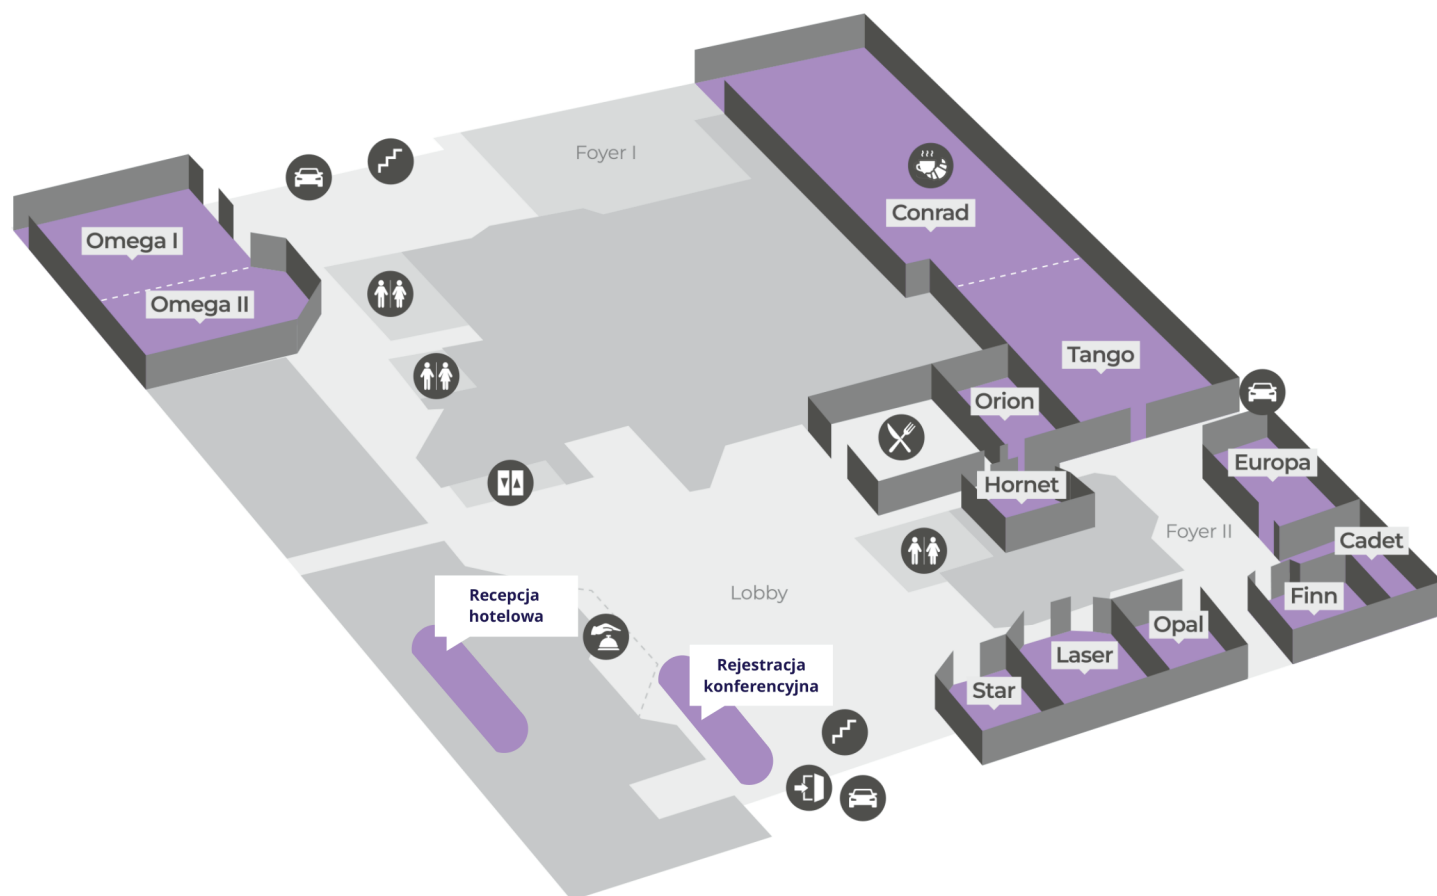 Foyer I
Conrad
Omega I
Omega II
Tango
Orion
Europa
Hornet
Foyer II
Cadet
Recepcja
hotelowa
Lobby
Finn
Opal
Laser
Rejestracja
konferencyjna
Star